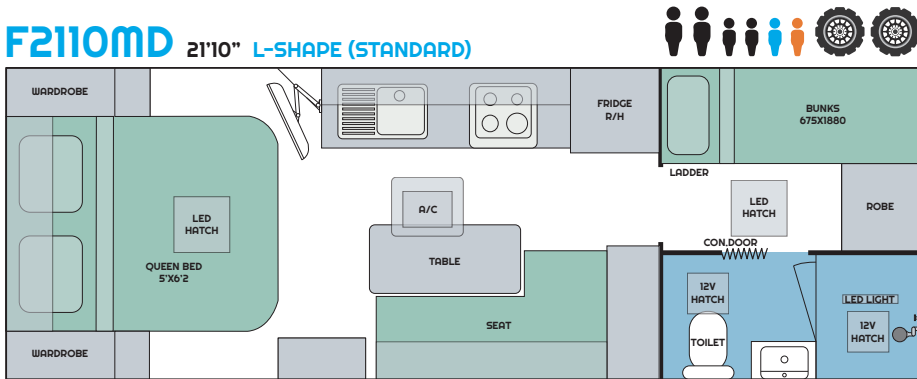 F2110MD 21'10" L-SHAPE (STANDARD)
WARDROBE
FRIDGE
R/H
BUNKS
675X1880
LADDER
A/C
LED
HATCH
ROBE
LED
HATCH
CON.DOOR
TABLE
QUEEN BED
5'X6'2
12V
HATCH
LED LIGHT
SEAT
12V
HATCH
TOILET
WARDROBE